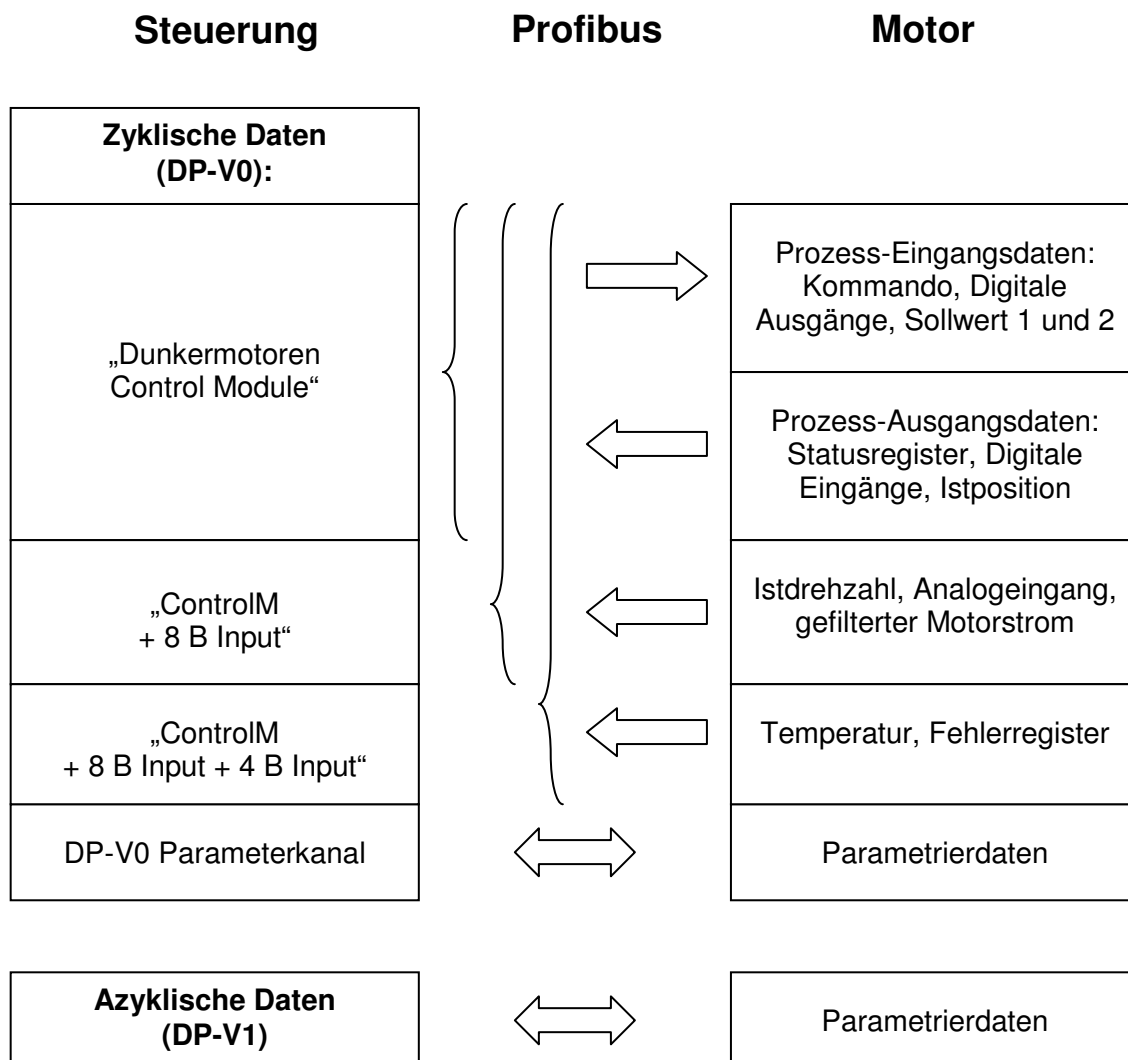 Steuerung Profibus Motor
Zyklische Daten
(DP-V0):
„Dunkermotoren
Control Module“
Prozess-Eingangsdaten:
Kommando, Digitale
Ausgänge, Sollwert 1 und 2
Prozess-Ausgangsdaten:
Statusregister, Digitale
Eingänge, Istposition
„ControlM
+ 8 B Input“
Istdrehzahl, Analogeingang,
gefilterter Motorstrom
„ControlM
+ 8 B Input + 4 B Input“
Temperatur, Fehlerregister
DP-V0 Parameterkanal
Parametrierdaten
Azyklische Daten
(DP-V1)
Parametrierdaten